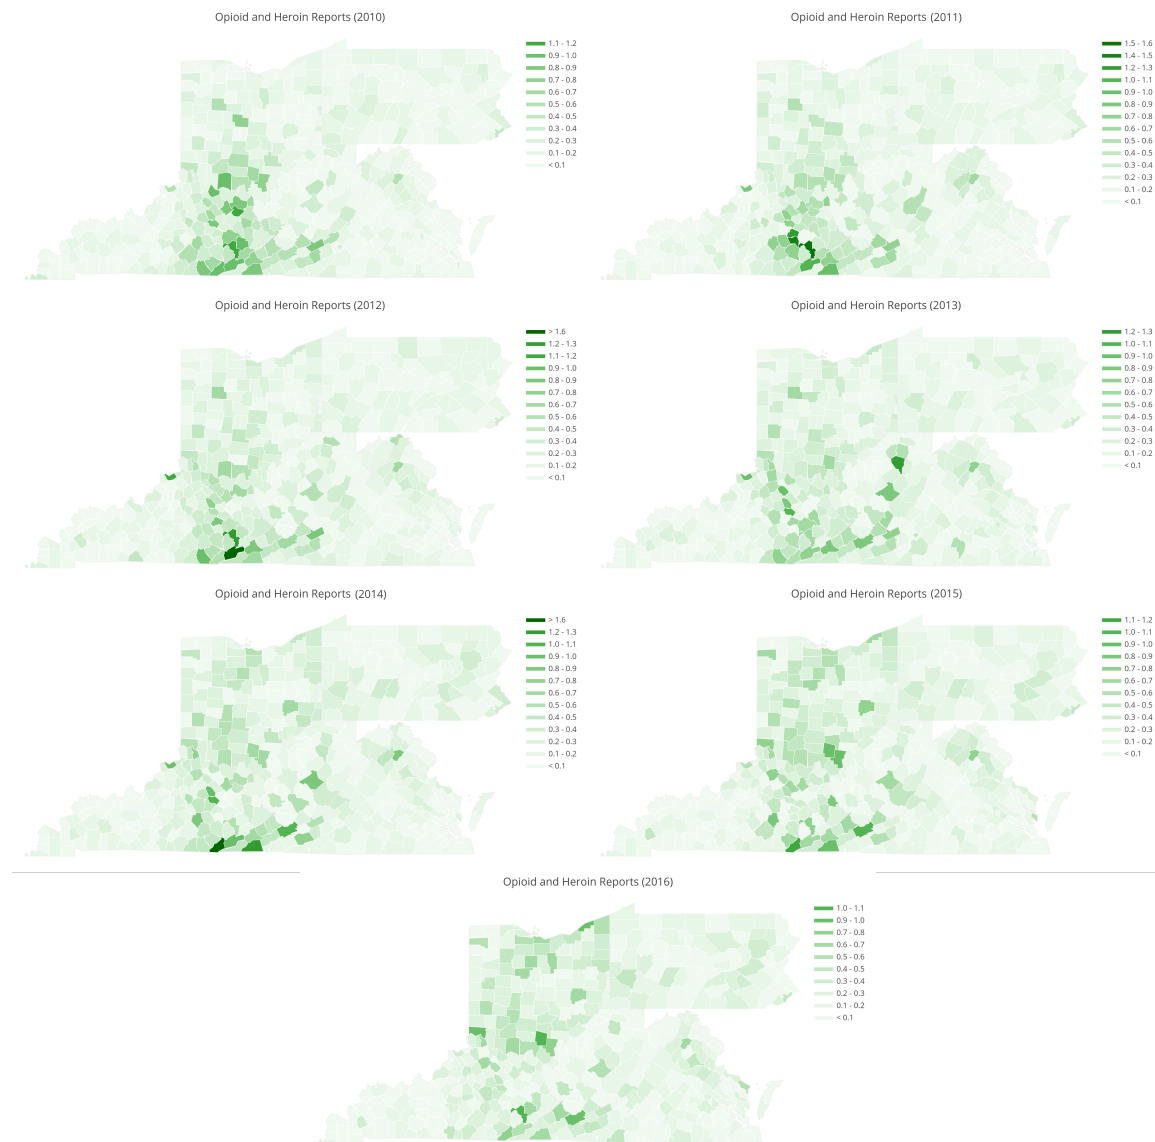 Opioid and Heroin Reports (2010)
1.1 - 1.2
0.9 - 1.0
0.8 - 0.9
0.7 - 0.8
0.6 - 0.7
0.5 - 0.6
0.4 - 0.5
0.3 - 0.4
0.2 - 0.3
0.1 - 0.2
< 0.1
Opioid and Heroin Reports (2011)
1.5 - 1.6
1.4 - 1.5
1.2 - 1.3
1.0 - 1.1
0.9 - 1.0
0.8 - 0.9
0.7 - 0.8
0.6 - 0.7
0.5 - 0.6
0.4 - 0.5
0.3 - 0.4
0.2 - 0.3
0.1 - 0.2
< 0.1
Opioid and Heroin Reports (2012)
> 1.6
1.2 - 1.3
1.1 - 1.2
0.9 - 1.0
0.8 - 0.9
0.7 - 0.8
0.6 - 0.7
0.5 - 0.6
0.4 - 0.5
0.3 - 0.4
0.2 - 0.3
0.1 - 0.2
< 0.1
Opioid and Heroin Reports (2013)
1.2 - 1.3
1.0 - 1.1
0.9 - 1.0
0.8 - 0.9
0.7 - 0.8
0.6 - 0.7
0.5 - 0.6
0.4 - 0.5
0.3 - 0.4
0.2 - 0.3
0.1 - 0.2
< 0.1
Opioid and Heroin Reports (2014)
> 1.6
1.2 - 1.3
1.0 - 1.1
0.9 - 1.0
0.8 - 0.9
0.7 - 0.8
0.6 - 0.7
0.5 - 0.6
0.4 - 0.5
0.3 - 0.4
0.2 - 0.3
0.1 - 0.2
< 0.1
Opioid and Heroin Reports (2015)
1.1 - 1.2
1.0 - 1.1
0.9 - 1.0
0.8 - 0.9
0.7 - 0.8
0.6 - 0.7
0.5 - 0.6
0.4 - 0.5
0.3 - 0.4
0.2 - 0.3
0.1 - 0.2
< 0.1
Opioid and Heroin Reports (2016)
1.0 - 1.1
0.9 - 1.0
0.7 - 0.8
0.6 - 0.7
0.5 - 0.6
0.4 - 0.5
0.3 - 0.4
0.2 - 0.3
0.1 - 0.2
< 0.1